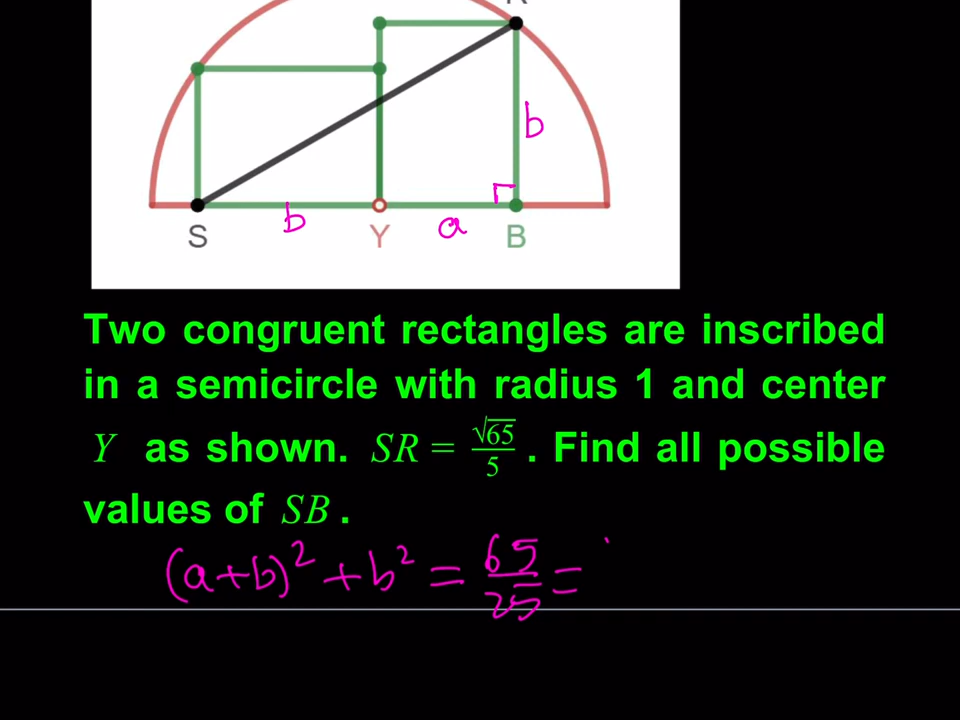 b
S
b
Y
a
B
Two congruent rectangles are inscribed
in a semicircle with radius 1 and center
Y as shown. SR = √65/5 . Find all possible
values of SB .
(a+b)² + b² = 65/25 =